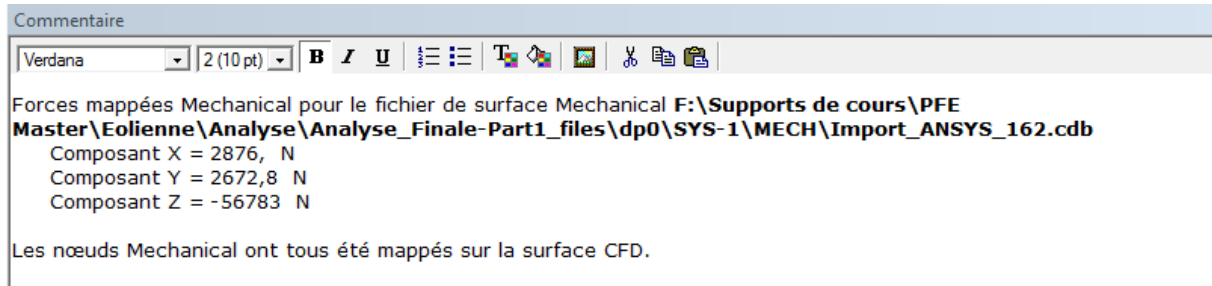 Commentaire
Verdana 2 (10 pt) B I U
Forces mappées Mechanical pour le fichier de surface Mechanical F:\Supports de cours\PFE
Master\Eolienne\Analyse\Analyse_Finale-Part1_files\dp0\SYS-1\MECH\Import_ANSYS_162.cdb
Composant X = 2876,  N
Composant Y = 2672,8  N
Composant Z = -56783  N
Les nœuds Mechanical ont tous été mappés sur la surface CFD.